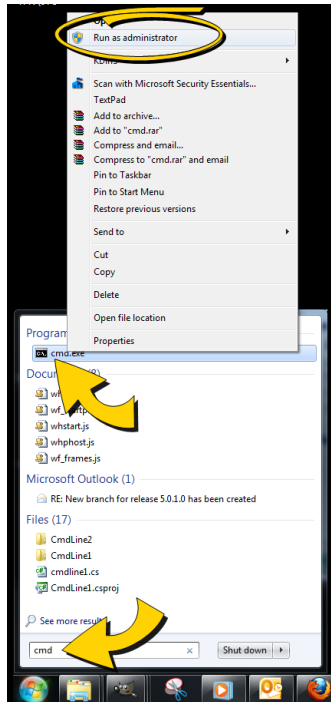 Run as administrator
Scan with Microsoft Security Essentials...
TextPad
Add to archive...
Add to "cmd.rar"
Compress and email...
Compress to "cmd.rar" and email
Pin to Taskbar
Pin to Start Menu
Restore previous versions
Send to
Cut
Copy
Delete
Open file location
Properties
cmd.exe
whstart.js
whphost.js
wf_frames.js
Microsoft Outlook (1)
RE: New branch for release 5.0.1.0 has been created
Files (17)
CmdLine2
CmdLine1
cmdline1.cs
CmdLine1.csproj
See more
cmd
Shut down